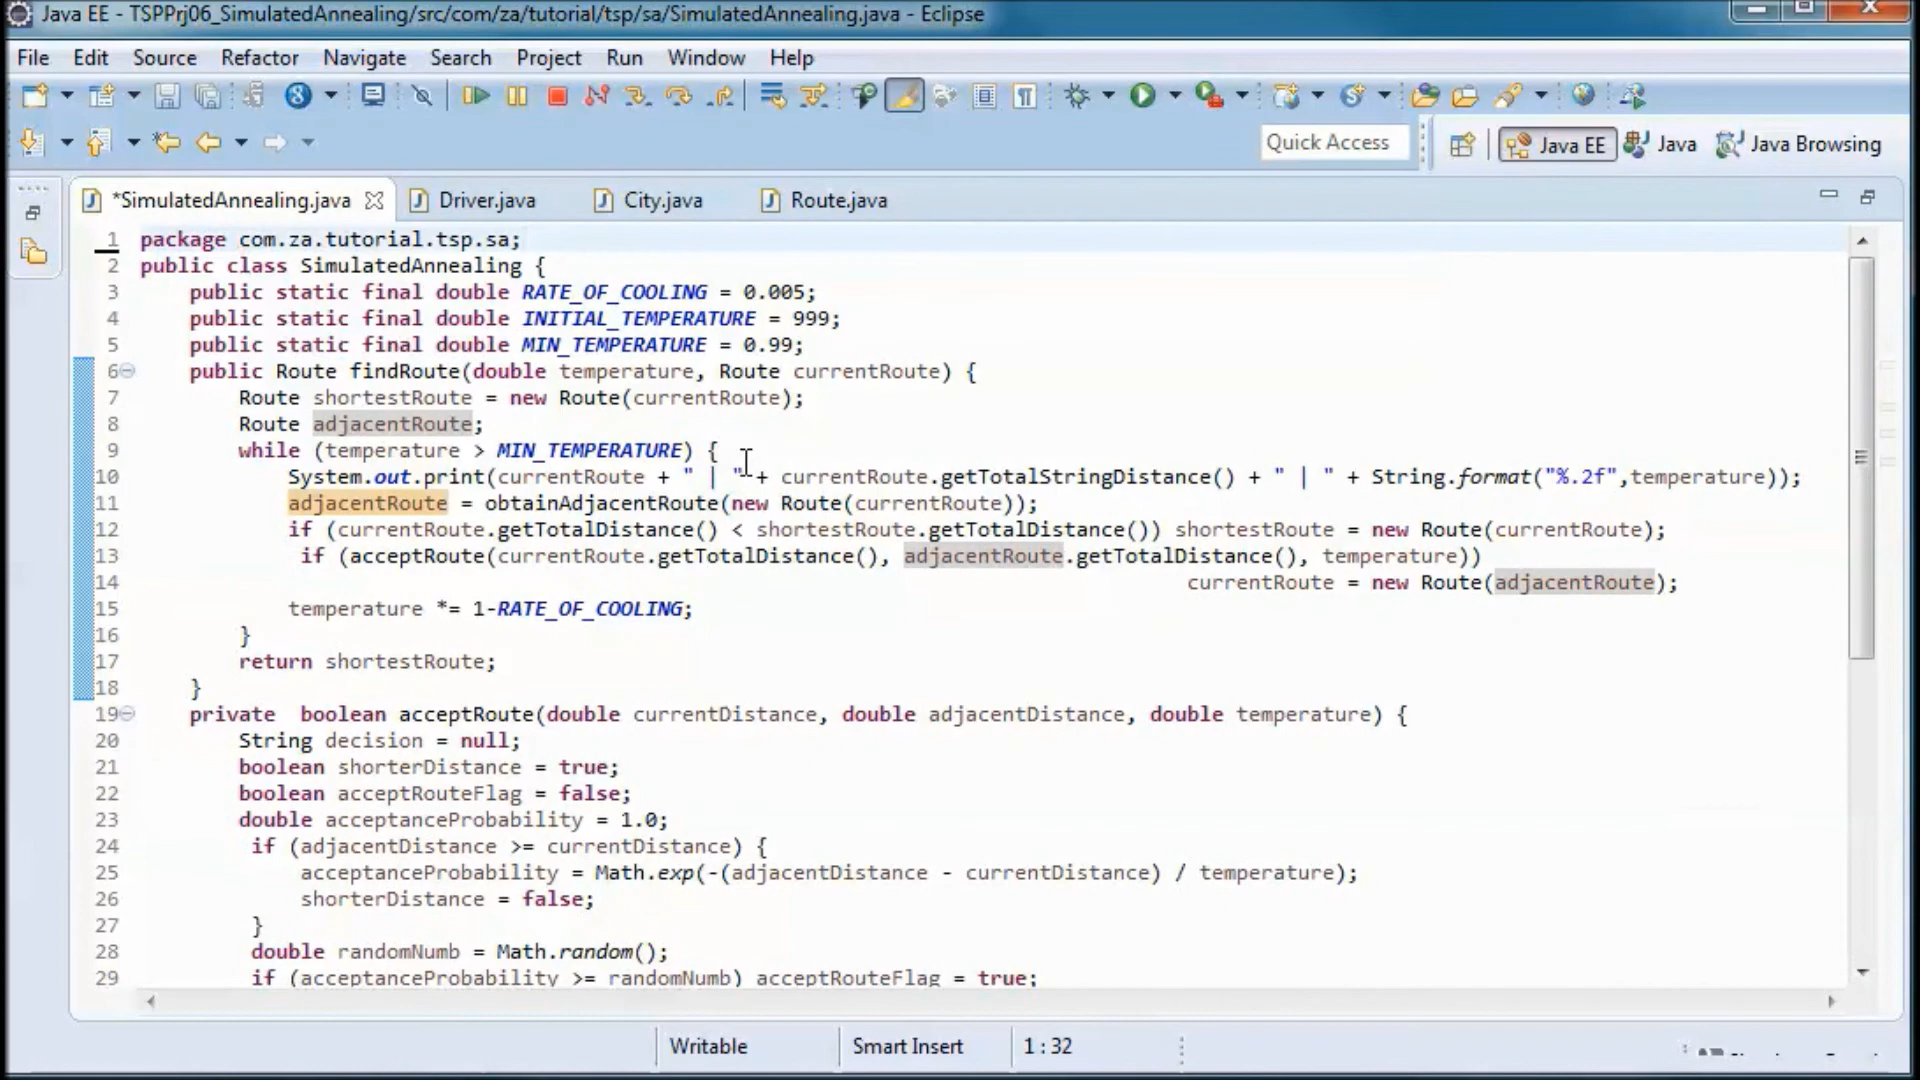 Java EE - TSPPrj06_SimulatedAnnealing/src/com/za/tutorial/tsp/sa/SimulatedAnnealing.java - Eclipse
File Edit Source Refactor Navigate Search Project Run Window Help
Quick Access Java EE Java Java Browsing
*SimulatedAnnealing.java Driver.java City.java Route.java
1 package com.za.tutorial.tsp.sa;
2 public class SimulatedAnnealing {
3 public static final double RATE_OF_COOLING = 0.005;
4 public static final double INITIAL_TEMPERATURE = 999;
5 public static final double MIN_TEMPERATURE = 0.99;
6 public Route findRoute(double temperature, Route currentRoute) {
7 Route shortestRoute = new Route(currentRoute);
8 Route adjacentRoute;
9 while (temperature > MIN_TEMPERATURE) {
10 System.out.print(currentRoute + " | " + currentRoute.getTotalStringDistance() + " | " + String.format("%.2f",temperature));
11 adjacentRoute = obtainAdjacentRoute(new Route(currentRoute));
12 if (currentRoute.getTotalDistance() < shortestRoute.getTotalDistance()) shortestRoute = new Route(currentRoute);
13 if (acceptRoute(currentRoute.getTotalDistance(), adjacentRoute.getTotalDistance(), temperature))
14 currentRoute = new Route(adjacentRoute);
15 temperature *= 1-RATE_OF_COOLING;
16 }
17 return shortestRoute;
18 }
19 private boolean acceptRoute(double currentDistance, double adjacentDistance, double temperature) {
20 String decision = null;
21 boolean shorterDistance = true;
22 boolean acceptRouteFlag = false;
23 double acceptanceProbability = 1.0;
24 if (adjacentDistance >= currentDistance) {
25 acceptanceProbability = Math.exp(-(adjacentDistance - currentDistance) / temperature);
26 shorterDistance = false;
27 }
28 double randomNumb = Math.random();
29 if (acceptanceProbability >= randomNumb) acceptRouteFlag = true;
Writable Smart Insert 1 : 32